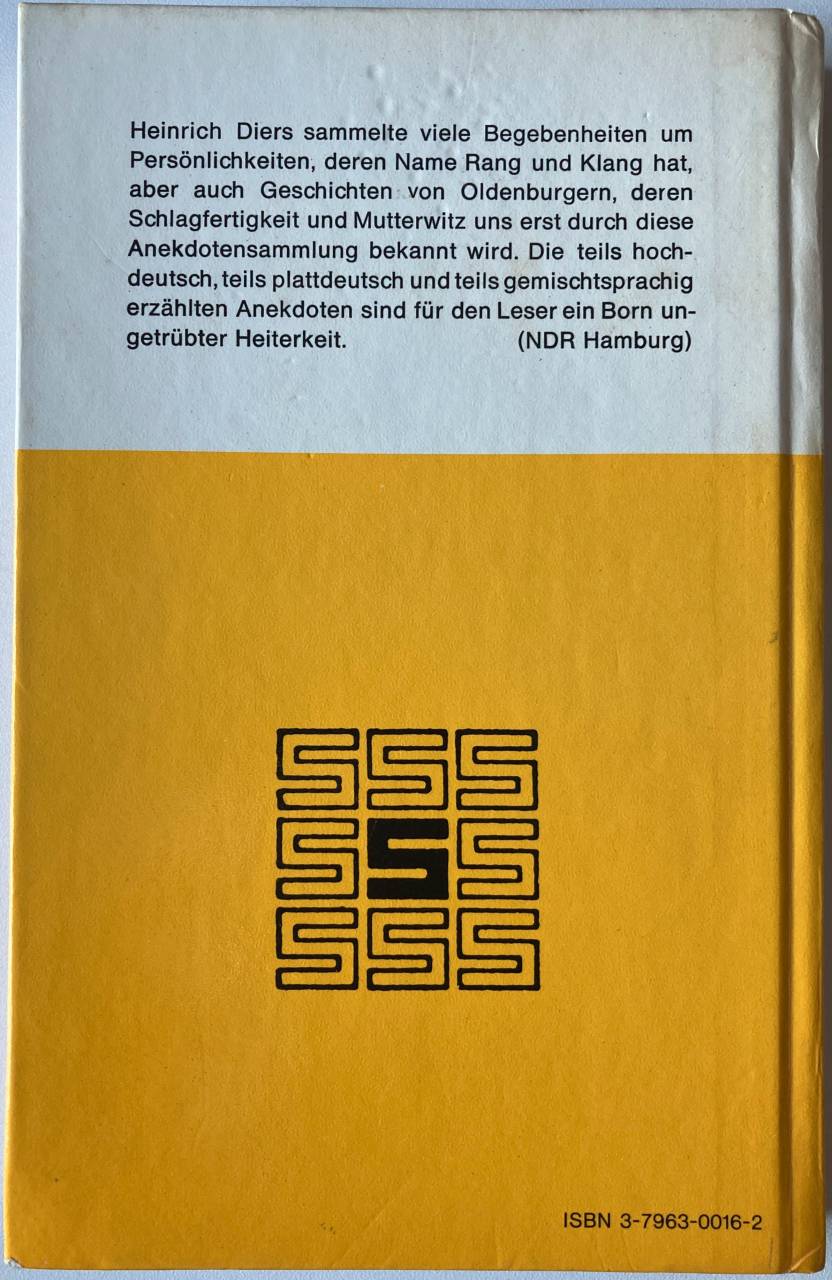 Heinrich Diers sammelte viele Begebenheiten um
Persönlichkeiten, deren Name Rang und Klang hat,
aber auch Geschichten von Oldenburgern, deren
Schlagfertigkeit und Mutterwitz uns erst durch diese
Anekdotensammlung bekannt wird. Die teils hoch-
deutsch, teils plattdeutsch und teils gemischtsprachig
erzählten Anekdoten sind für den Leser ein Born un-
getrübter Heiterkeit. (NDR Hamburg)
S S S
S S S
S S S
ISBN 3-7963-0016-2